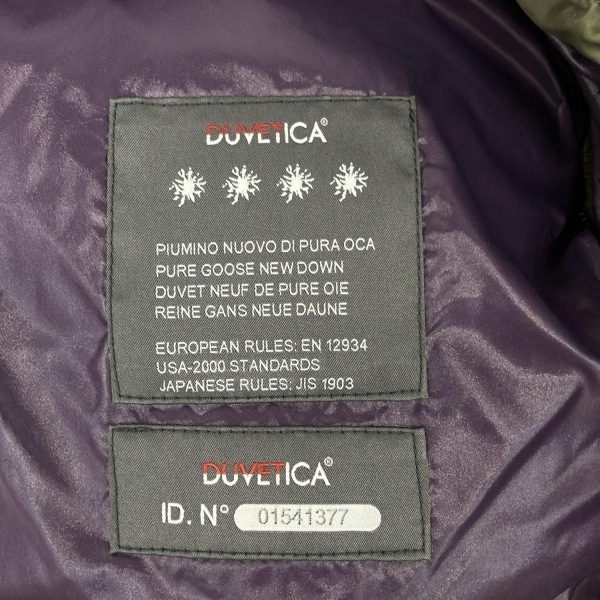 DUVETICA®
PIUMINO NUOVO DI PURA OCA
PURE GOOSE NEW DOWN
DUVET NEUF DE PURE OIE
REINE GANS NEUE DAUNE
EUROPEAN RULES: EN 12934
USA-2000 STANDARDS
JAPANESE RULES: JIS 1903
DUVETICA®
ID. N° 01541377